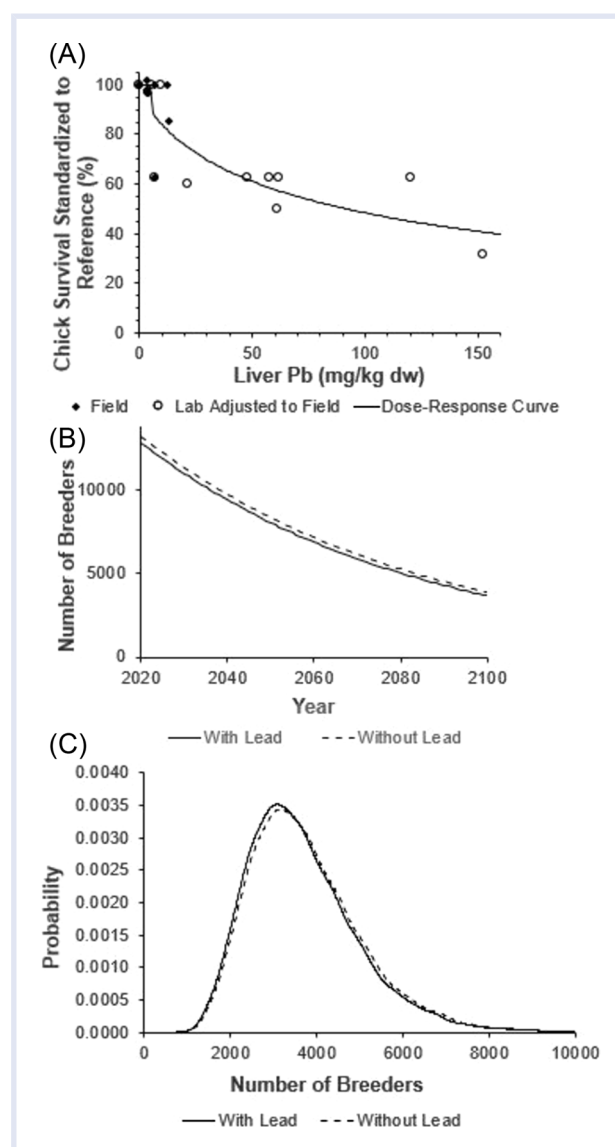 (A)
Chick Survival Standardized to
Reference (%)
100
80
60
40
20
0
0 50 100 150
Liver Pb (mg/kg dw)
Field Lab Adjusted to Field Dose-Response Curve
(B)
Number of Breeders
10000
5000
0
2020 2040 2060 2080 2100
Year
With Lead Without Lead
(C)
Probability
0.0040
0.0035
0.0030
0.0025
0.0020
0.0015
0.0010
0.0005
0.0000
0 2000 4000 6000 8000 10000
Number of Breeders
With Lead Without Lead